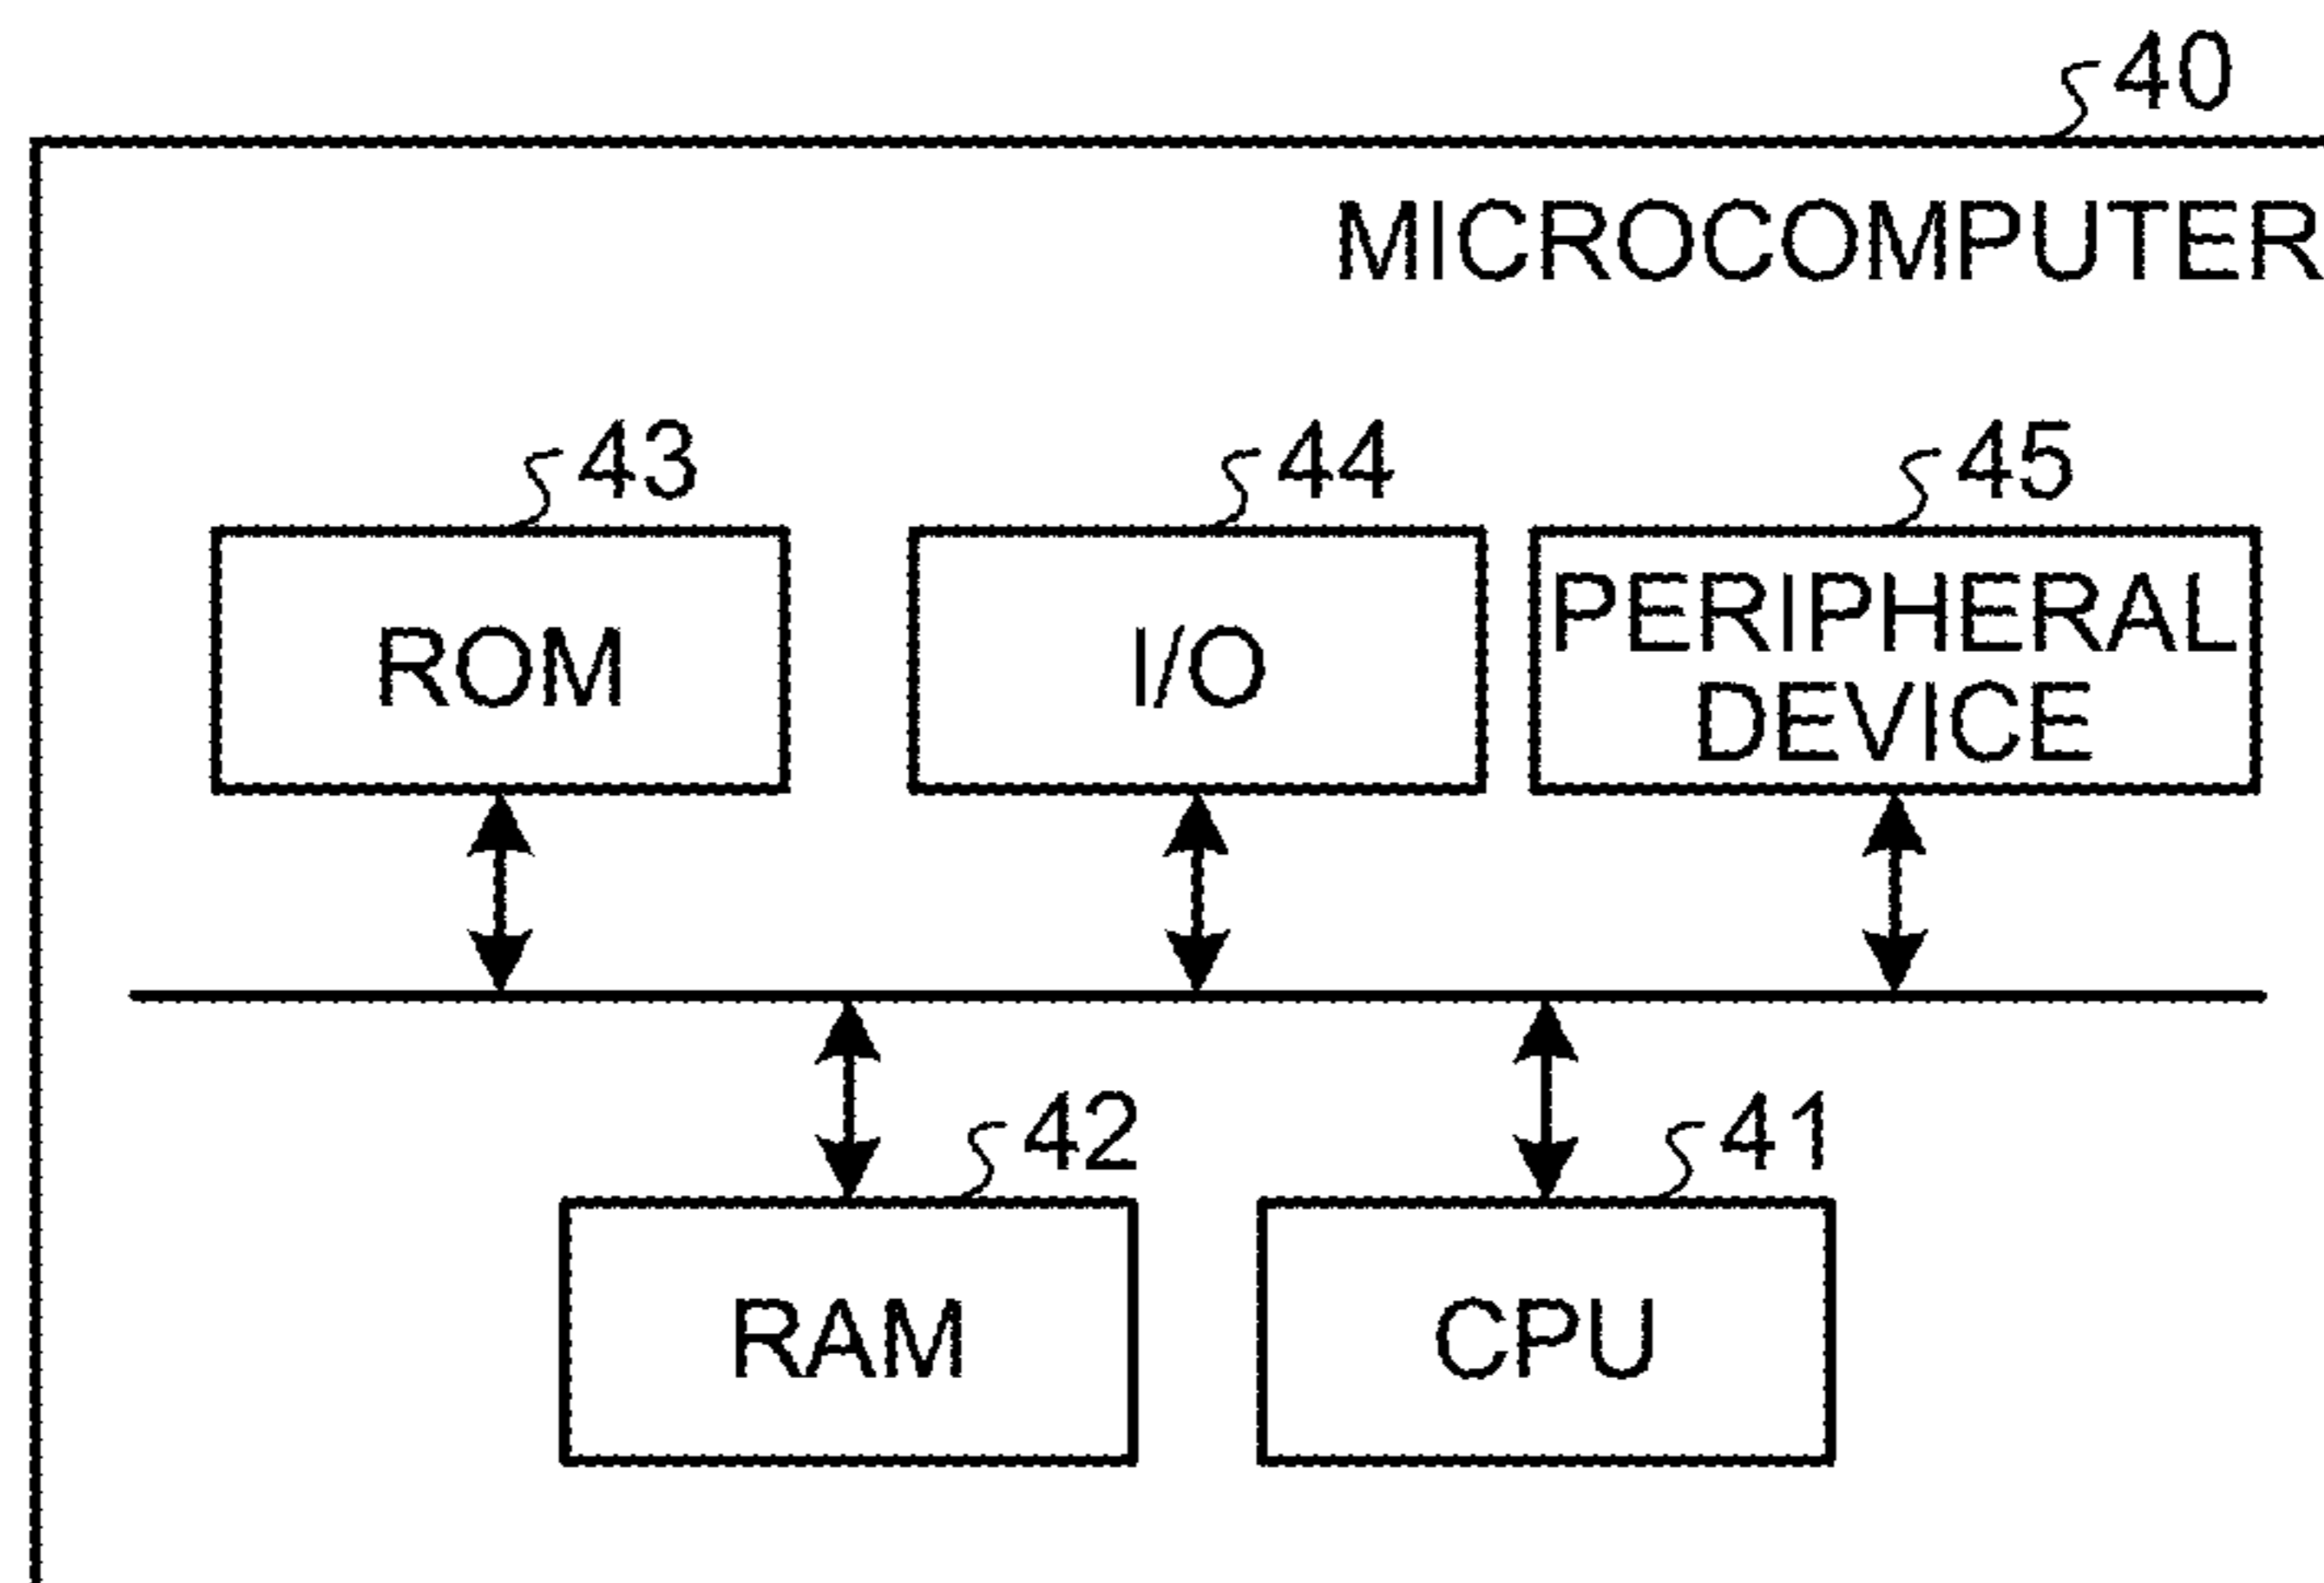 40
MICROCOMPUTER
43
44
45
ROM
I/O
PERIPHERAL
DEVICE
42
41
RAM
CPU